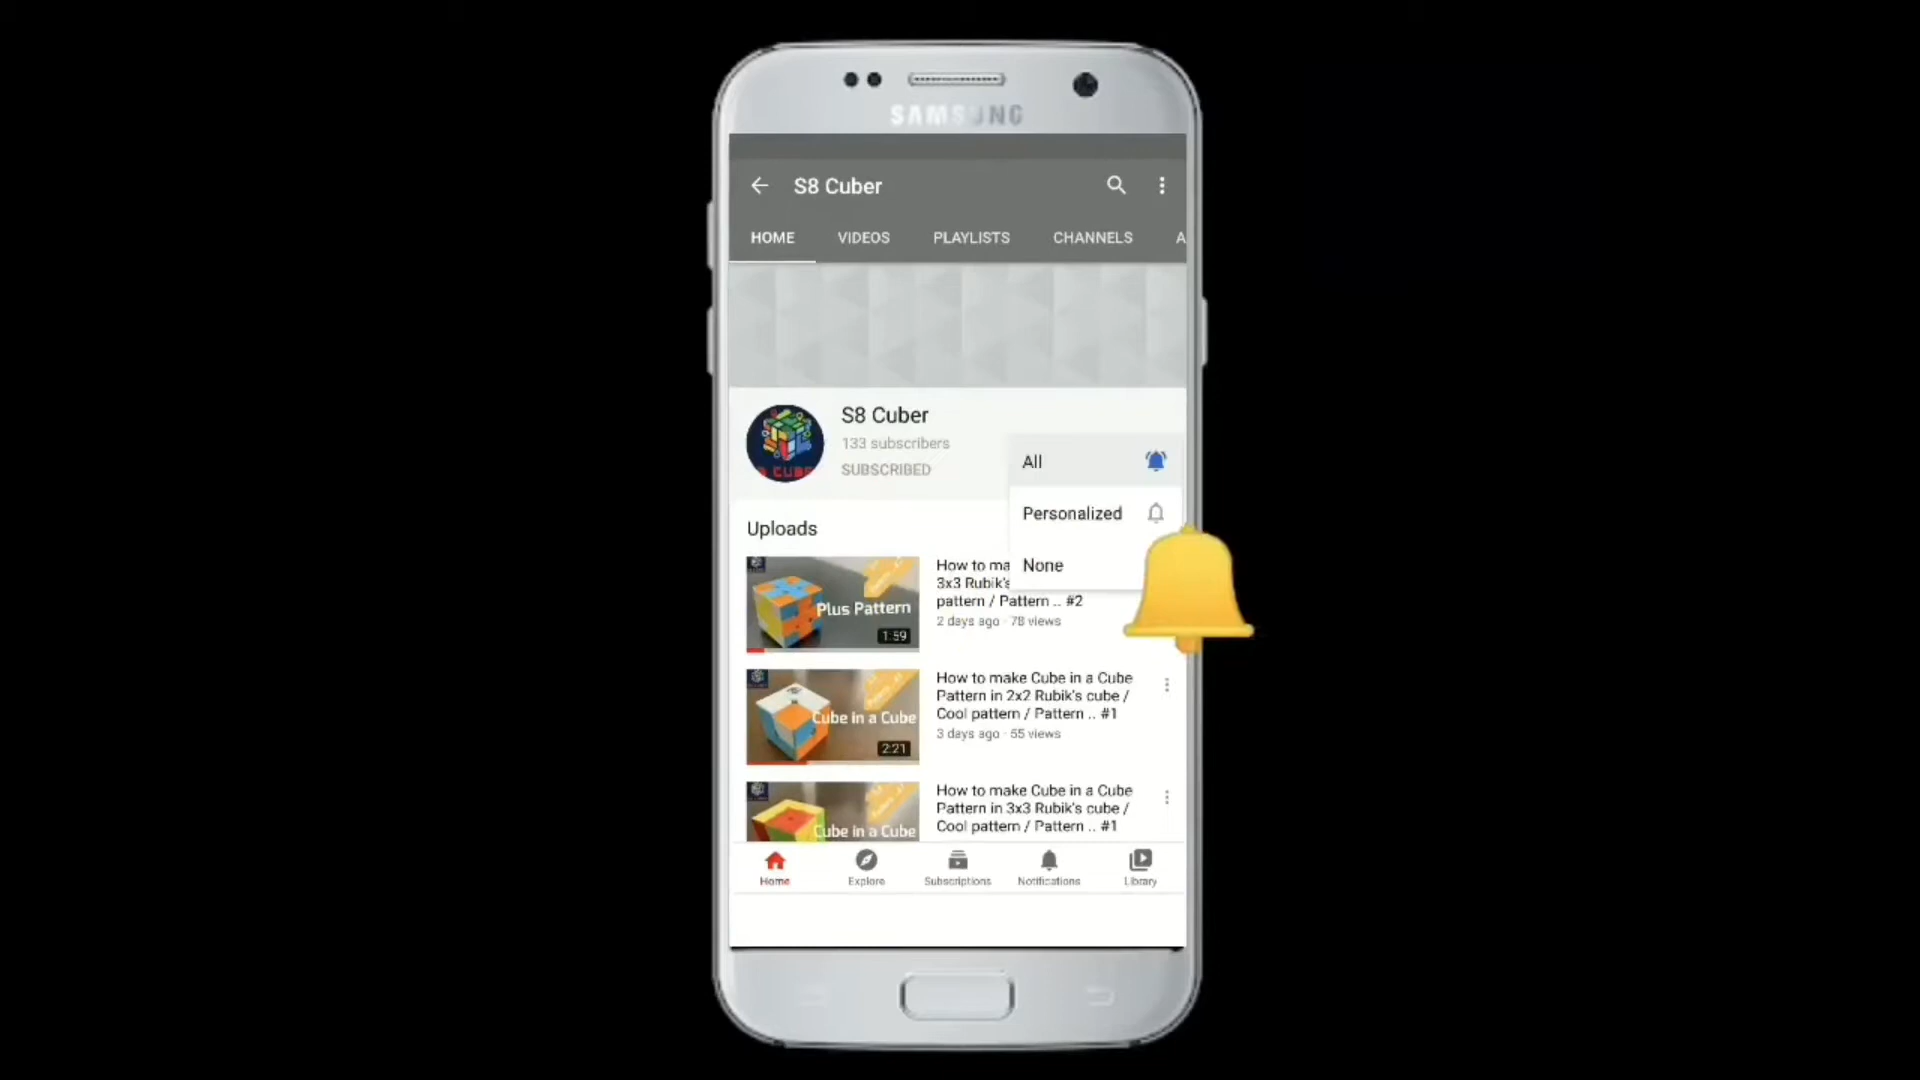 SAMSUNG
S8 Cuber
HOME VIDEOS PLAYLISTS CHANNELS A
S8 Cuber
133 subscribers
SUBSCRIBED
All
Personalized
None
Uploads
Plus Pattern
1:59
How to ma
3x3 Rubik's
pattern / Pattern .. #2
2 days ago · 78 views
Cube in a Cube
2:21
How to make Cube in a Cube
Pattern in 2x2 Rubik's cube /
Cool pattern / Pattern .. #1
3 days ago · 55 views
Cube in a Cube
How to make Cube in a Cube
Pattern in 3x3 Rubik's cube /
Cool pattern / Pattern .. #1
Home Explore Subscriptions Notifications Library